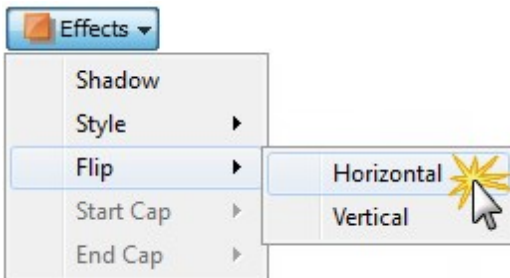 Effects
Shadow
Style
Flip
Horizontal
Start Cap
Vertical
End Cap